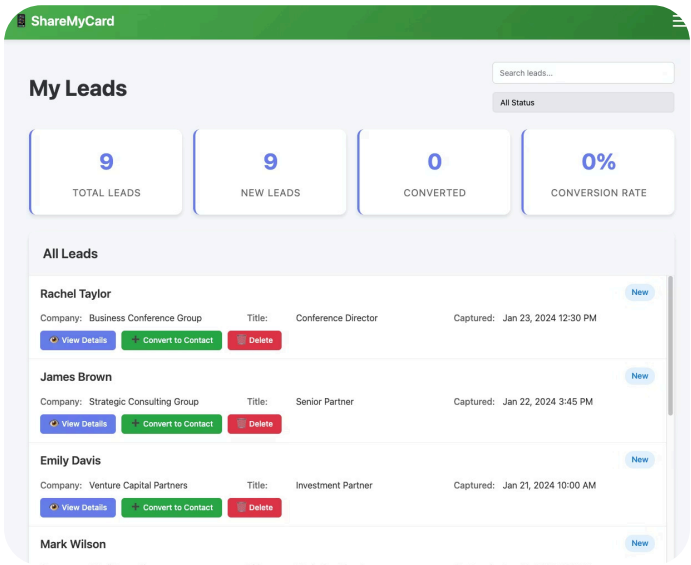 ShareMyCard
My Leads
Search leads...
All Status
9
TOTAL LEADS
9
NEW LEADS
0
CONVERTED
0%
CONVERSION RATE
All Leads
Rachel Taylor New
Company: Business Conference Group Title: Conference Director Captured: Jan 23, 2024 12:30 PM
View Details Convert to Contact Delete
James Brown New
Company: Strategic Consulting Group Title: Senior Partner Captured: Jan 22, 2024 3:45 PM
View Details Convert to Contact Delete
Emily Davis New
Company: Venture Capital Partners Title: Investment Partner Captured: Jan 21, 2024 10:00 AM
View Details Convert to Contact Delete
Mark Wilson New